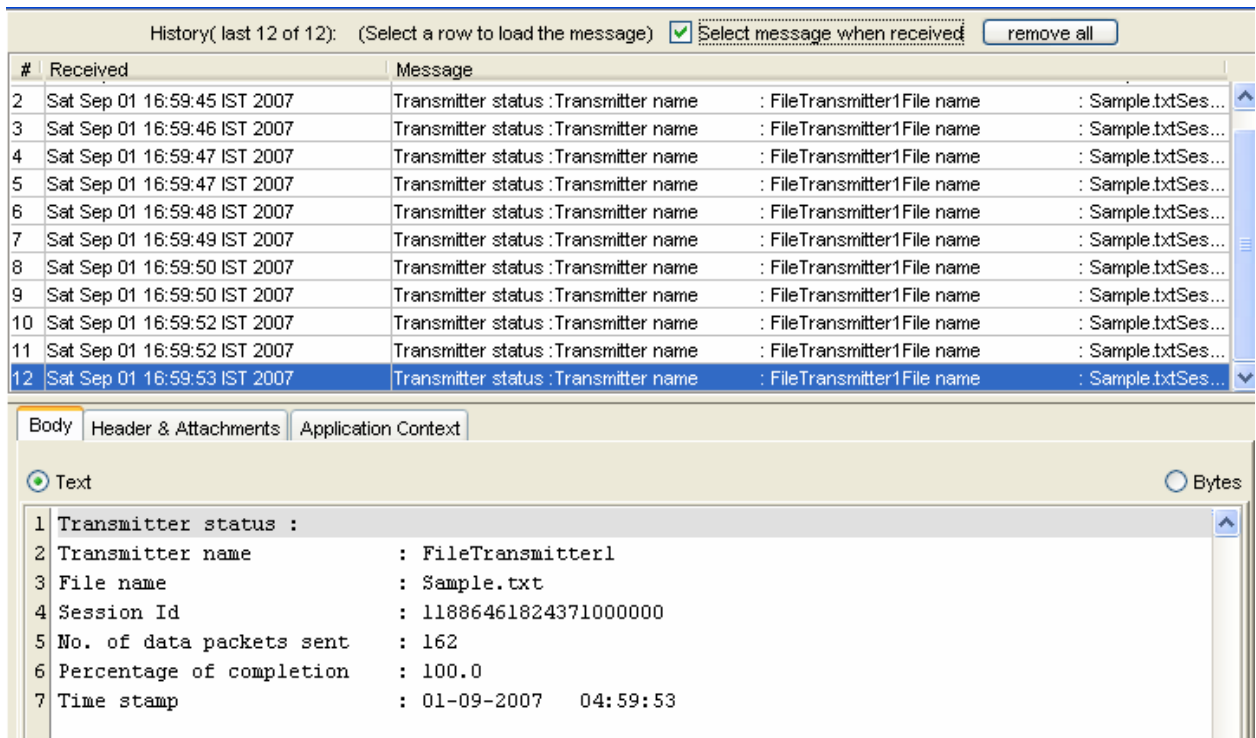 History( last 12 of 12): (Select a row to load the message) Select message when received remove all
# Received Message
2 Sat Sep 01 16:59:45 IST 2007 Transmitter status :Transmitter name : FileTransmitter1File name : Sample.txtSes...
3 Sat Sep 01 16:59:46 IST 2007 Transmitter status :Transmitter name : FileTransmitter1File name : Sample.txtSes...
4 Sat Sep 01 16:59:47 IST 2007 Transmitter status :Transmitter name : FileTransmitter1File name : Sample.txtSes...
5 Sat Sep 01 16:59:47 IST 2007 Transmitter status :Transmitter name : FileTransmitter1File name : Sample.txtSes...
6 Sat Sep 01 16:59:48 IST 2007 Transmitter status :Transmitter name : FileTransmitter1File name : Sample.txtSes...
7 Sat Sep 01 16:59:49 IST 2007 Transmitter status :Transmitter name : FileTransmitter1File name : Sample.txtSes...
8 Sat Sep 01 16:59:50 IST 2007 Transmitter status :Transmitter name : FileTransmitter1File name : Sample.txtSes...
9 Sat Sep 01 16:59:50 IST 2007 Transmitter status :Transmitter name : FileTransmitter1File name : Sample.txtSes...
10 Sat Sep 01 16:59:52 IST 2007 Transmitter status :Transmitter name : FileTransmitter1File name : Sample.txtSes...
11 Sat Sep 01 16:59:52 IST 2007 Transmitter status :Transmitter name : FileTransmitter1File name : Sample.txtSes...
12 Sat Sep 01 16:59:53 IST 2007 Transmitter status :Transmitter name : FileTransmitter1File name : Sample.txtSes...
Body Header & Attachments Application Context
Text Bytes
1 Transmitter status :
2 Transmitter name : FileTransmitter1
3 File name : Sample.txt
4 Session Id : 11886461824371000000
5 No. of data packets sent : 162
6 Percentage of completion : 100.0
7 Time stamp : 01-09-2007 04:59:53